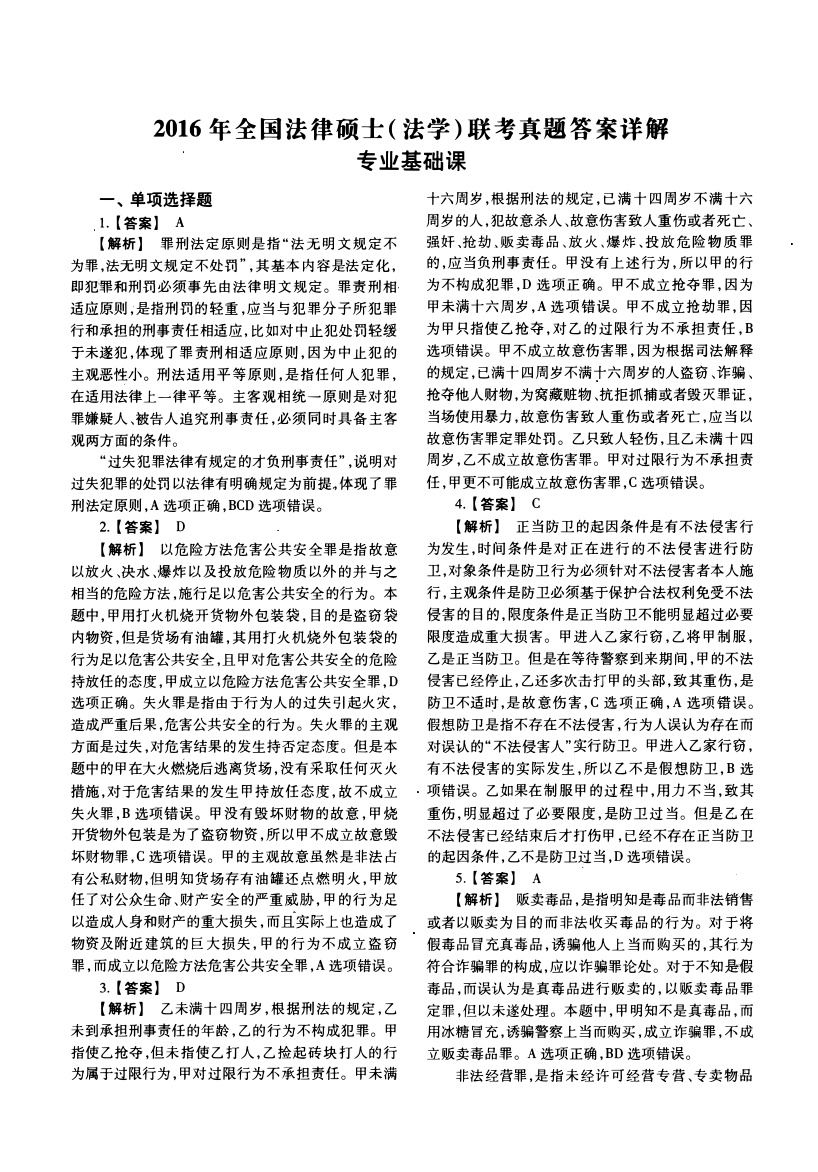 2016 年全国法律硕士(法学)联考真题答案详解
专业基础课
一、单项选择题
1.【答案】 A
【解析】 罪刑法定原则是指“法无明文规定不
为罪,法无明文规定不处罚”,其基本内容是法定化,
即犯罪和刑罚必须事先由法律明文规定。罪责刑相
适应原则,是指刑罚的轻重,应当与犯罪分子所犯罪
行和承担的刑事责任相适应,比如对中止犯处罚轻缓
于未遂犯,体现了罪责刑相适应原则,因为中止犯的
主观恶性小。刑法适用平等原则,是指任何人犯罪,
在适用法律上一律平等。主客观相统一原则是对犯
罪嫌疑人、被告人追究刑事责任,必须同时具备主客
观两方面的条件。
“过失犯罪法律有规定的才负刑事责任”,说明对
过失犯罪的处罚以法律有明确规定为前提,体现了罪
刑法定原则,A 选项正确,BCD 选项错误。
2.【答案】 D
【解析】 以危险方法危害公共安全罪是指故意
以放火、决水、爆炸以及投放危险物质以外的并与之
相当的危险方法,施行足以危害公共安全的行为。本
题中,甲用打火机烧开货物外包装袋,目的是盗窃袋
内物资,但是货场有油罐,其用打火机烧外包装袋的
行为足以危害公共安全,且甲对危害公共安全的危险
持放任的态度,甲成立以危险方法危害公共安全罪,D
选项正确。失火罪是指由于行为人的过失引起火灾,
造成严重后果,危害公共安全的行为。失火罪的主观
方面是过失,对危害结果的发生持否定态度。但是本
题中的甲在大火燃烧后逃离货场,没有采取任何灭火
措施,对于危害结果的发生甲持放任态度,故不成立
失火罪,B 选项错误。甲没有毁坏财物的故意,甲烧
开货物外包装是为了盗窃物资,所以甲不成立故意毁
坏财物罪,C 选项错误。甲的主观故意虽然是非法占
有公私财物,但明知货场存有油罐还点燃明火,甲放
任了对公众生命、财产安全的严重威胁,甲的行为足
以造成人身和财产的重大损失,而且实际上也造成了
物资及附近建筑的巨大损失,甲的行为不成立盗窃
罪,而成立以危险方法危害公共安全罪,A 选项错误。
3.【答案】 D
【解析】 乙未满十四周岁,根据刑法的规定,乙
未到承担刑事责任的年龄,乙的行为不构成犯罪。甲
指使乙抢夺,但未指使乙打人,乙捡起砖块打人的行
为属于过限行为,甲对过限行为不承担责任。甲未满
十六周岁,根据刑法的规定,已满十四周岁不满十六
周岁的人,犯故意杀人、故意伤害致人重伤或者死亡、
强奸、抢劫、贩卖毒品、放火、爆炸、投放危险物质罪
的,应当负刑事责任。甲没有上述行为,所以甲的行
为不构成犯罪,D 选项正确。甲不成立抢夺罪,因为
甲未满十六周岁,A 选项错误。甲不成立抢劫罪,因
为甲只指使乙抢夺,对乙的过限行为不承担责任,B
选项错误。甲不成立故意伤害罪,因为根据司法解释
的规定,已满十四周岁不满十六周岁的人盗窃、诈骗、
抢夺他人财物,为窝藏赃物、抗拒抓捕或者毁灭罪证,
当场使用暴力,故意伤害致人重伤或者死亡,应当以
故意伤害罪定罪处罚。乙只致人轻伤,且乙未满十四
周岁,乙不成立故意伤害罪。甲对过限行为不承担责
任,甲更不可能成立故意伤害罪,C 选项错误。
4.【答案】 C
【解析】 正当防卫的起因条件是有不法侵害行
为发生,时间条件是对正在进行的不法侵害进行防
卫,对象条件是防卫行为必须针对不法侵害者本人施
行,主观条件是防卫必须基于保护合法权利免受不法
侵害的目的,限度条件是正当防卫不能明显超过必要
限度造成重大损害。甲进入乙家行窃,乙将甲制服,
乙是正当防卫。但是在等待警察到来期间,甲的不法
侵害已经停止,乙还多次击打甲的头部,致其重伤,是
防卫不适时,是故意伤害,C 选项正确,A 选项错误。
假想防卫是指不存在不法侵害,行为人误认为存在而
对误认的“不法侵害人”实行防卫。甲进入乙家行窃,
有不法侵害的实际发生,所以乙不是假想防卫,B 选
项错误。乙如果在制服甲的过程中,用力不当,致其
重伤,明显超过了必要限度,是防卫过当。但是乙在
不法侵害已经结束后才打伤甲,已经不存在正当防卫
的起因条件,乙不是防卫过当,D 选项错误。
5.【答案】 A
【解析】 贩卖毒品,是指明知是毒品而非法销售
或者以贩卖为目的而非法收买毒品的行为。对于将
假毒品冒充真毒品,诱骗他人上当而购买的,其行为
符合诈骗罪的构成,应以诈骗罪论处。对于不知是假
毒品,而误认为是真毒品进行贩卖的,以贩卖毒品罪
定罪,但以未遂处理。本题中,甲明知不是真毒品,而
用冰糖冒充,诱骗警察上当而购买,成立诈骗罪,不成
立贩卖毒品罪。A 选项正确,BD 选项错误。
非法经营罪,是指未经许可经营专营、专卖物品